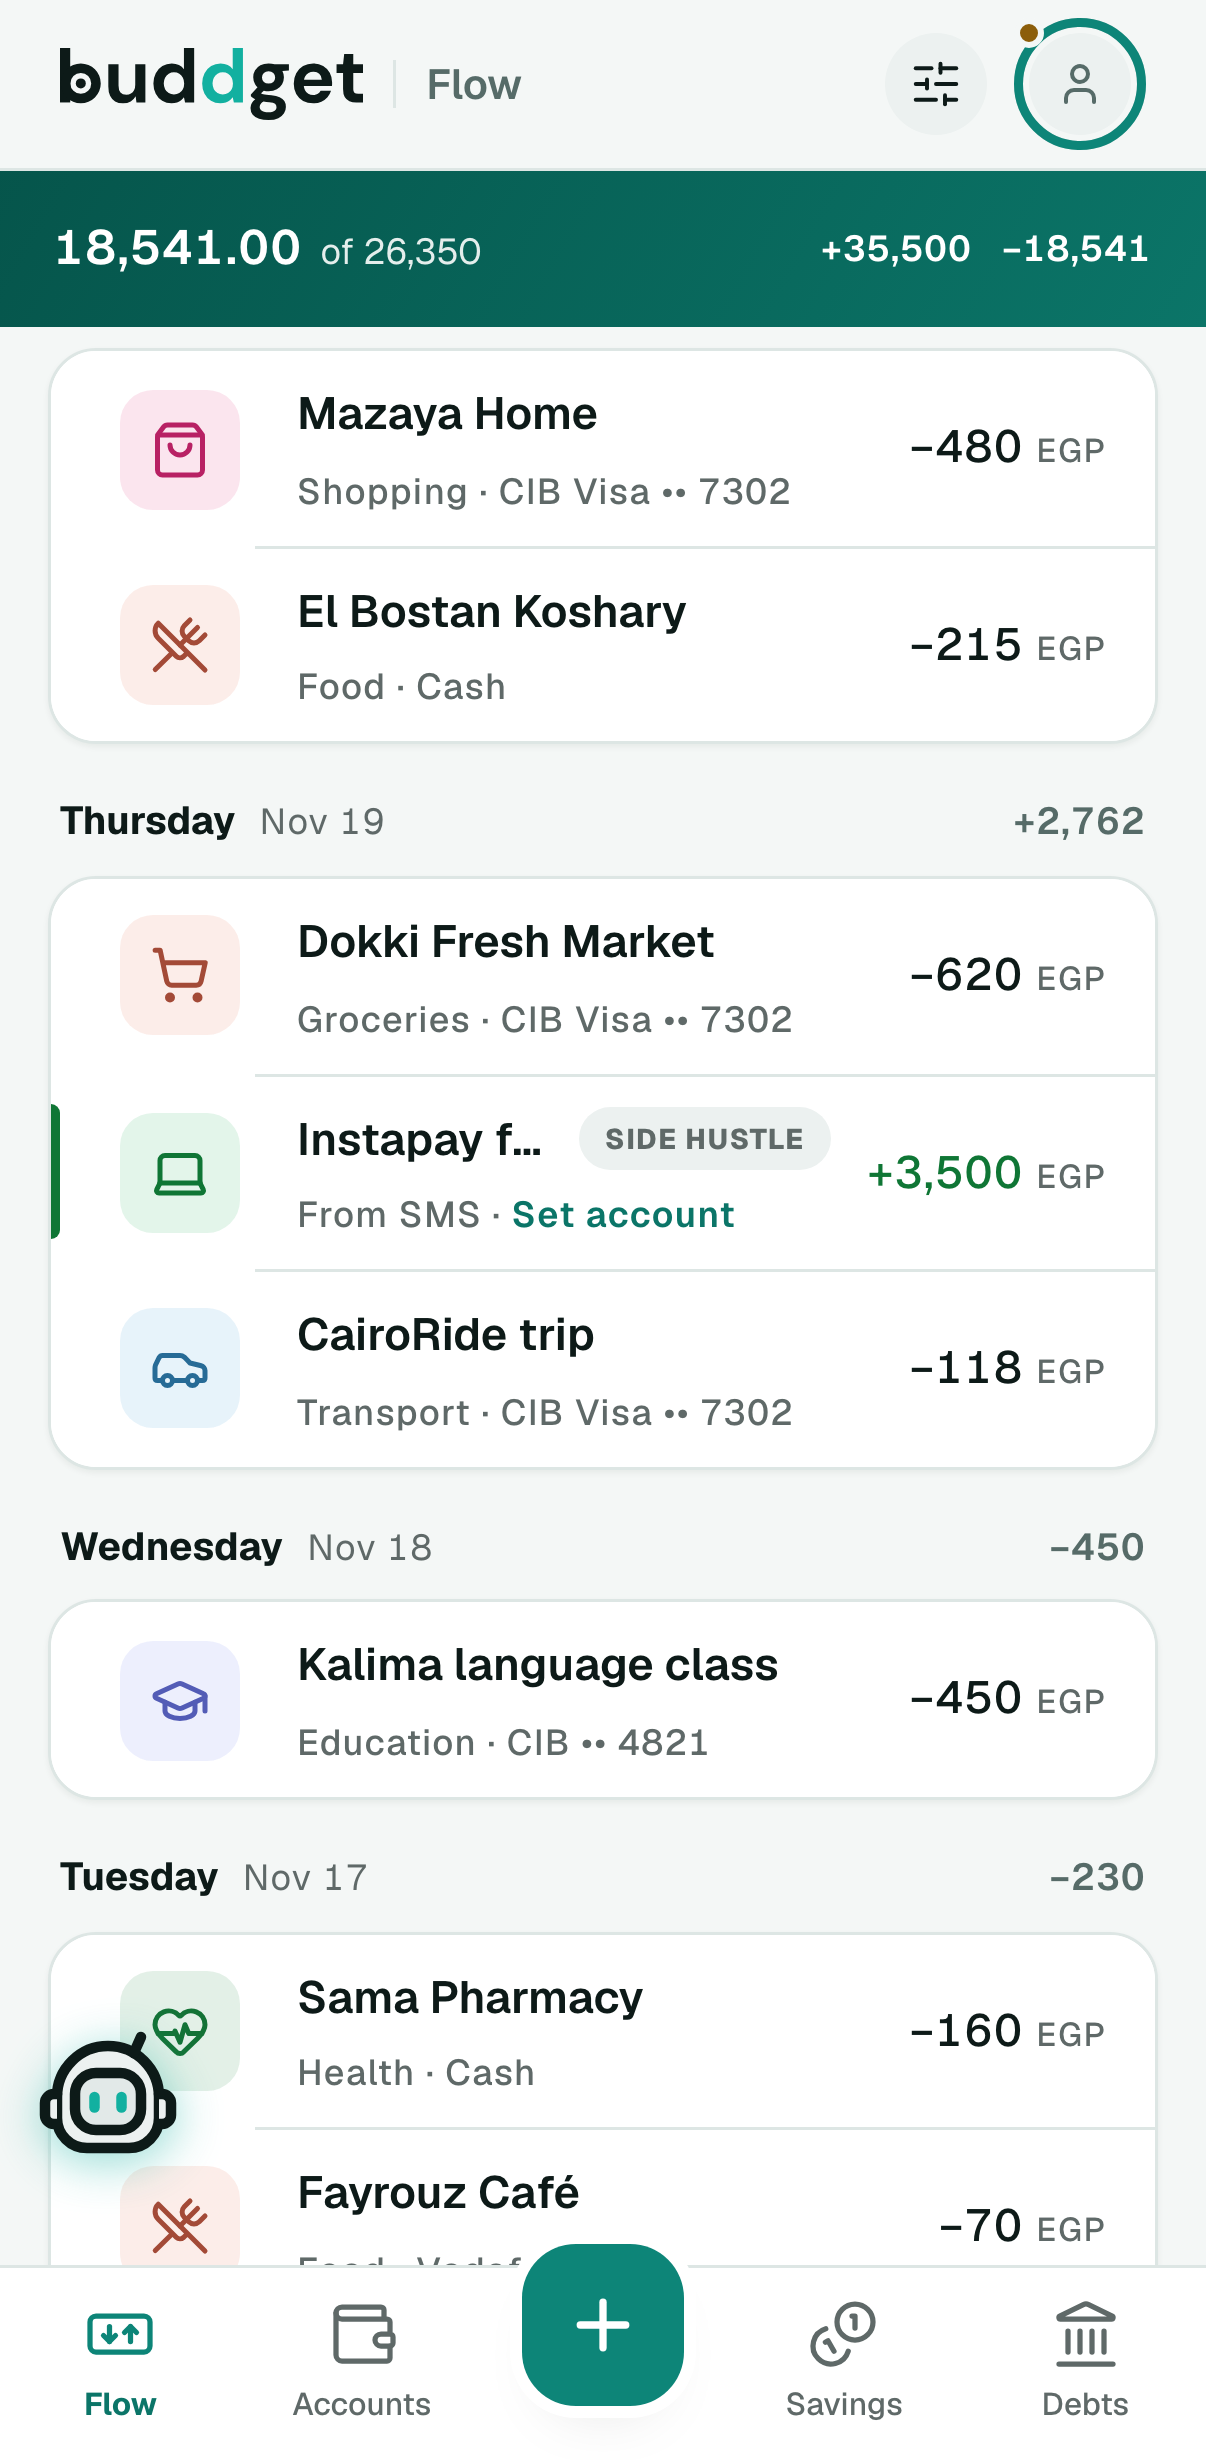 buddget Flow
18,541.00 of 26,350 +35,500 −18,541
Mazaya Home
−480 EGP
Shopping · CIB Visa •• 7302
El Bostan Koshary
−215 EGP
Food · Cash
Thursday Nov 19 +2,762
Dokki Fresh Market
−620 EGP
Groceries · CIB Visa •• 7302
Instapay f... SIDE HUSTLE
+3,500 EGP
From SMS · Set account
CairoRide trip
−118 EGP
Transport · CIB Visa •• 7302
Wednesday Nov 18 −450
Kalima language class
−450 EGP
Education · CIB •• 4821
Tuesday Nov 17 −230
Sama Pharmacy
−160 EGP
Health · Cash
Fayrouz Café
−70 EGP
Flow Accounts Savings Debts